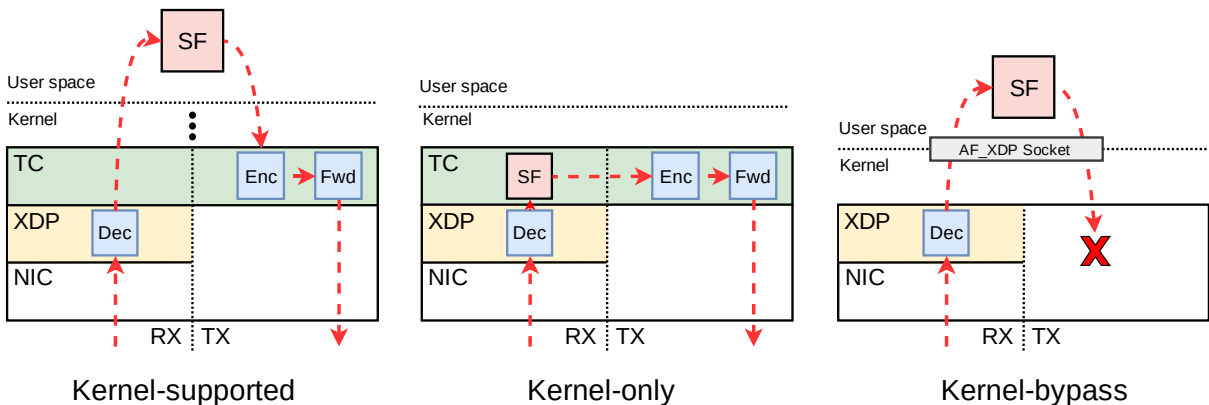 SF
User space
Kernel
TC
Enc
Fwd
XDP
Dec
NIC
RX
TX
Kernel-supported
User space
Kernel
TC
SF
Enc
Fwd
XDP
Dec
NIC
RX
TX
Kernel-only
SF
User space
AF_XDP Socket
Kernel
XDP
Dec
X
NIC
RX
TX
Kernel-bypass